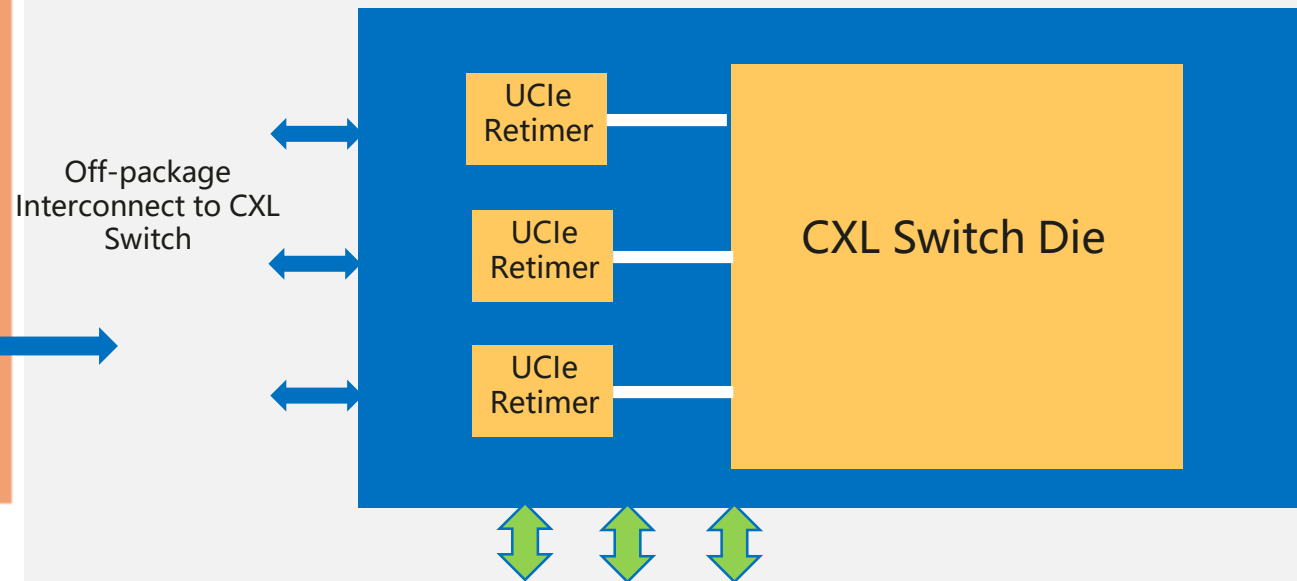 Off-package
Interconnect to CXL
Switch
UCIe
Retimer
UCIe
Retimer
UCIe
Retimer
CXL Switch Die